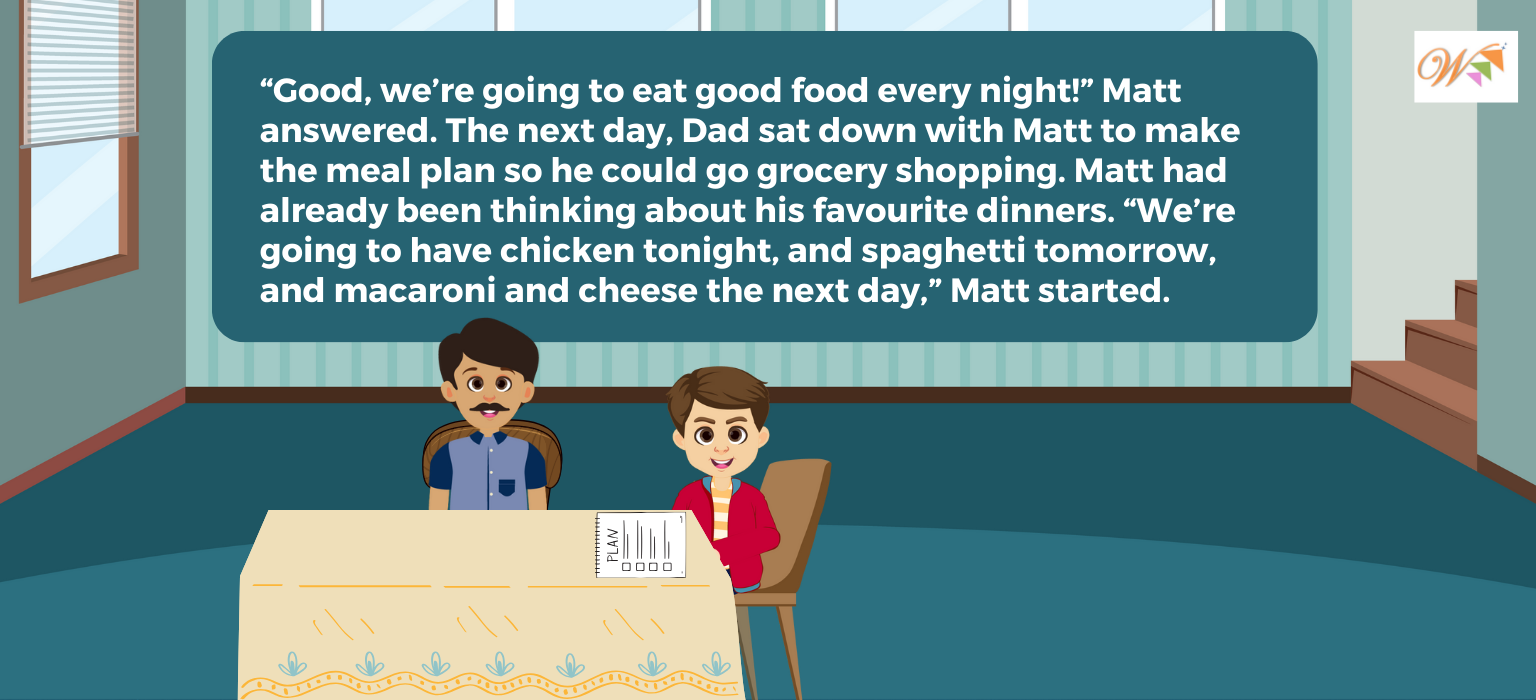 “Good, we’re going to eat good food every night!” Matt
answered. The next day, Dad sat down with Matt to make
the meal plan so he could go grocery shopping. Matt had
already been thinking about his favourite dinners. “We’re
going to have chicken tonight, and spaghetti tomorrow,
and macaroni and cheese the next day,” Matt started.
W
PLAN